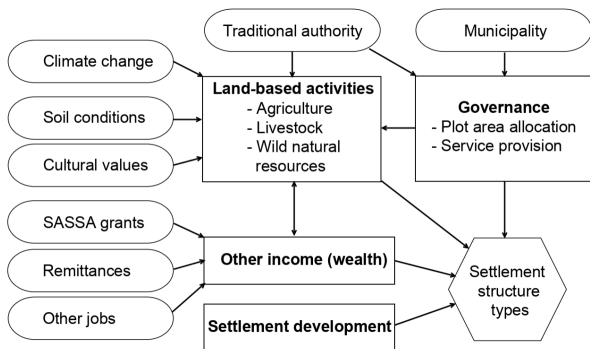 Traditional authority
Municipality
Climate change
Soil conditions
Cultural values
Land-based activities
- Agriculture
- Livestock
- Wild natural
resources
Governance
- Plot area allocation
- Service provision
SASSA grants
Remittances
Other jobs
Other income (wealth)
Settlement development
Settlement
structure
types